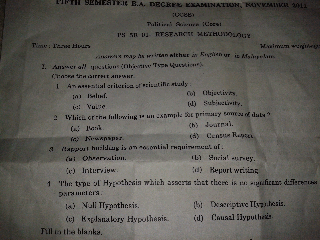 FIFTH SEMESTER B.A. DEGREE EXAMINATION, NOVEMBER 2012
(UCSS)
Political Science (Core)
PS 5B 01 RESEARCH METHODOLOGY
Time : Three Hours Maximum weightage
Answers may be written either in English or in Malayalam
I. Answer all questions (Objective Type Questions).
Choose the correct answer
1 An essential criterion of scientific study :
(a) Belief. (b) Objectivity.
(c) Value (d) Subjectivity.
2 Which of the following is an example for primary source of data ?
(a) Book. (b) Journal.
(c) Newspaper. (d) Census Report.
3. Rapport building is an essential requirement of :
(a) Observation. (b) Social survey.
(c) Interview. (d) Report writing
4 The type of Hypothesis which asserts that there is no significant differences
parameters
(a) Null Hypothesis. (b) Descriptive Hypothesis.
(c) Explanatory Hypothesis. (d) Causal Hypothesis.
Fill in the blanks.